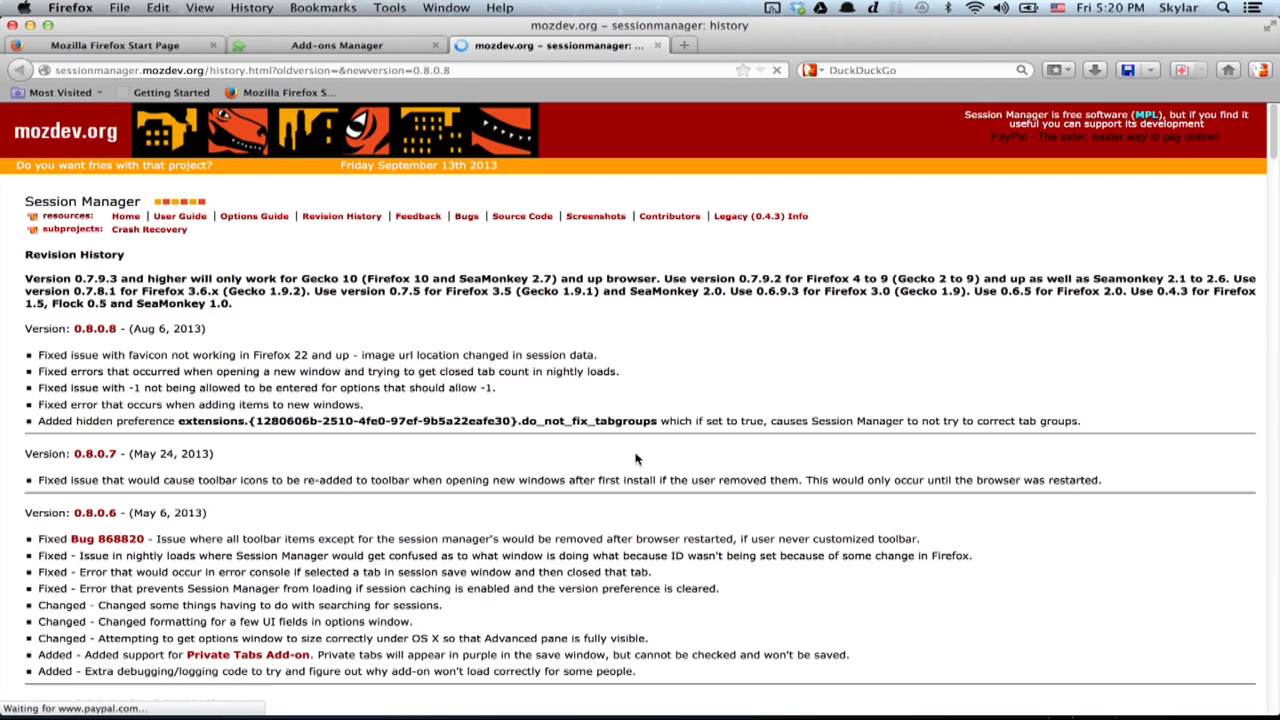 Firefox File Edit View History Bookmarks Tools Window Help Fri 5:20 PM Skylar
mozdev.org - sessionmanager: history
Mozilla Firefox Start Page Add-ons Manager mozdev.org - sessionmanager: ...
sessionmanager.mozdev.org/history.html?oldversion=&newversion=0.8.0.8 DuckDuckGo
Most Visited Getting Started Mozilla Firefox S...
mozdev.org
Session Manager is free software (MPL), but if you find it
useful you can support its development
PayPal - The safer, easier way to pay online!
Do you want fries with that project? Friday September 13th 2013
Session Manager
resources: Home | User Guide | Options Guide | Revision History | Feedback | Bugs | Source Code | Screenshots | Contributors | Legacy (0.4.3) Info
subprojects: Crash Recovery
Revision History
Version 0.7.9.3 and higher will only work for Gecko 10 (Firefox 10 and SeaMonkey 2.7) and up browser. Use version 0.7.9.2 for Firefox 4 to 9 (Gecko 2 to 9) and up as well as Seamonkey 2.1 to 2.6. Use
version 0.7.8.1 for Firefox 3.6.x (Gecko 1.9.2). Use version 0.7.5 for Firefox 3.5 (Gecko 1.9.1) and SeaMonkey 2.0. Use 0.6.9.3 for Firefox 3.0 (Gecko 1.9). Use 0.6.5 for Firefox 2.0. Use 0.4.3 for Firefox
1.5, Flock 0.5 and SeaMonkey 1.0.
Version: 0.8.0.8 - (Aug 6, 2013)
Fixed issue with favicon not working in Firefox 22 and up - image url location changed in session data.
Fixed errors that occurred when opening a new window and trying to get closed tab count in nightly loads.
Fixed issue with -1 not being allowed to be entered for options that should allow -1.
Fixed error that occurs when adding items to new windows.
Added hidden preference extensions.{1280606b-2510-4fe0-97ef-9b5a22eafe30}.do_not_fix_tabgroups which if set to true, causes Session Manager to not try to correct tab groups.
Version: 0.8.0.7 - (May 24, 2013)
Fixed issue that would cause toolbar icons to be re-added to toolbar when opening new windows after first install if the user removed them. This would only occur until the browser was restarted.
Version: 0.8.0.6 - (May 6, 2013)
Fixed Bug 868820 - Issue where all toolbar items except for the session manager's would be removed after browser restarted, if user never customized toolbar.
Fixed - Issue in nightly loads where Session Manager would get confused as to what window is doing what because ID wasn't being set because of some change in Firefox.
Fixed - Error that would occur in error console if selected a tab in session save window and then closed that tab.
Fixed - Error that prevents Session Manager from loading if session caching is enabled and the version preference is cleared.
Changed - Changed some things having to do with searching for sessions.
Changed - Changed formatting for a few UI fields in options window.
Changed - Attempting to get options window to size correctly under OS X so that Advanced pane is fully visible.
Added - Added support for Private Tabs Add-on. Private tabs will appear in purple in the save window, but cannot be checked and won't be saved.
Added - Extra debugging/logging code to try and figure out why add-on won't load correctly for some people.
Waiting for www.paypal.com...